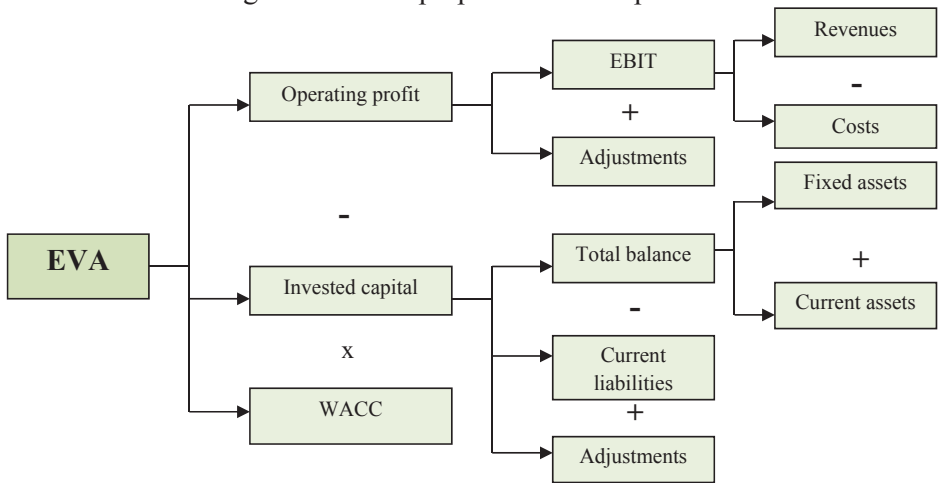 Revenues
EBIT
-
Operating profit
+
Costs
Adjustments
Fixed assets
-
EVA
Total balance
+
Invested capital
-
Current assets
x
Current
liabilities
WACC
+
Adjustments